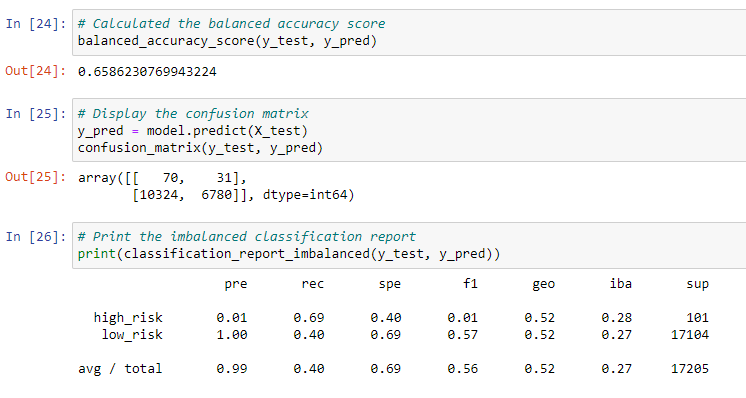 In [24]: # Calculated the balanced accuracy score
balanced_accuracy_score(y_test, y_pred)
Out[24]: 0.6586230769943224
In [25]: # Display the confusion matrix
y_pred = model.predict(X_test)
confusion_matrix(y_test, y_pred)
Out[25]: array([[   70,    31],
       [10324,  6780]], dtype=int64)
In [26]: # Print the imbalanced classification report
print(classification_report_imbalanced(y_test, y_pred))
                   pre       rec       spe        f1       geo       iba       sup
  high_risk       0.01      0.69      0.40      0.01      0.52      0.28       101
   low_risk       1.00      0.40      0.69      0.57      0.52      0.27     17104
avg / total       0.99      0.40      0.69      0.56      0.52      0.27     17205